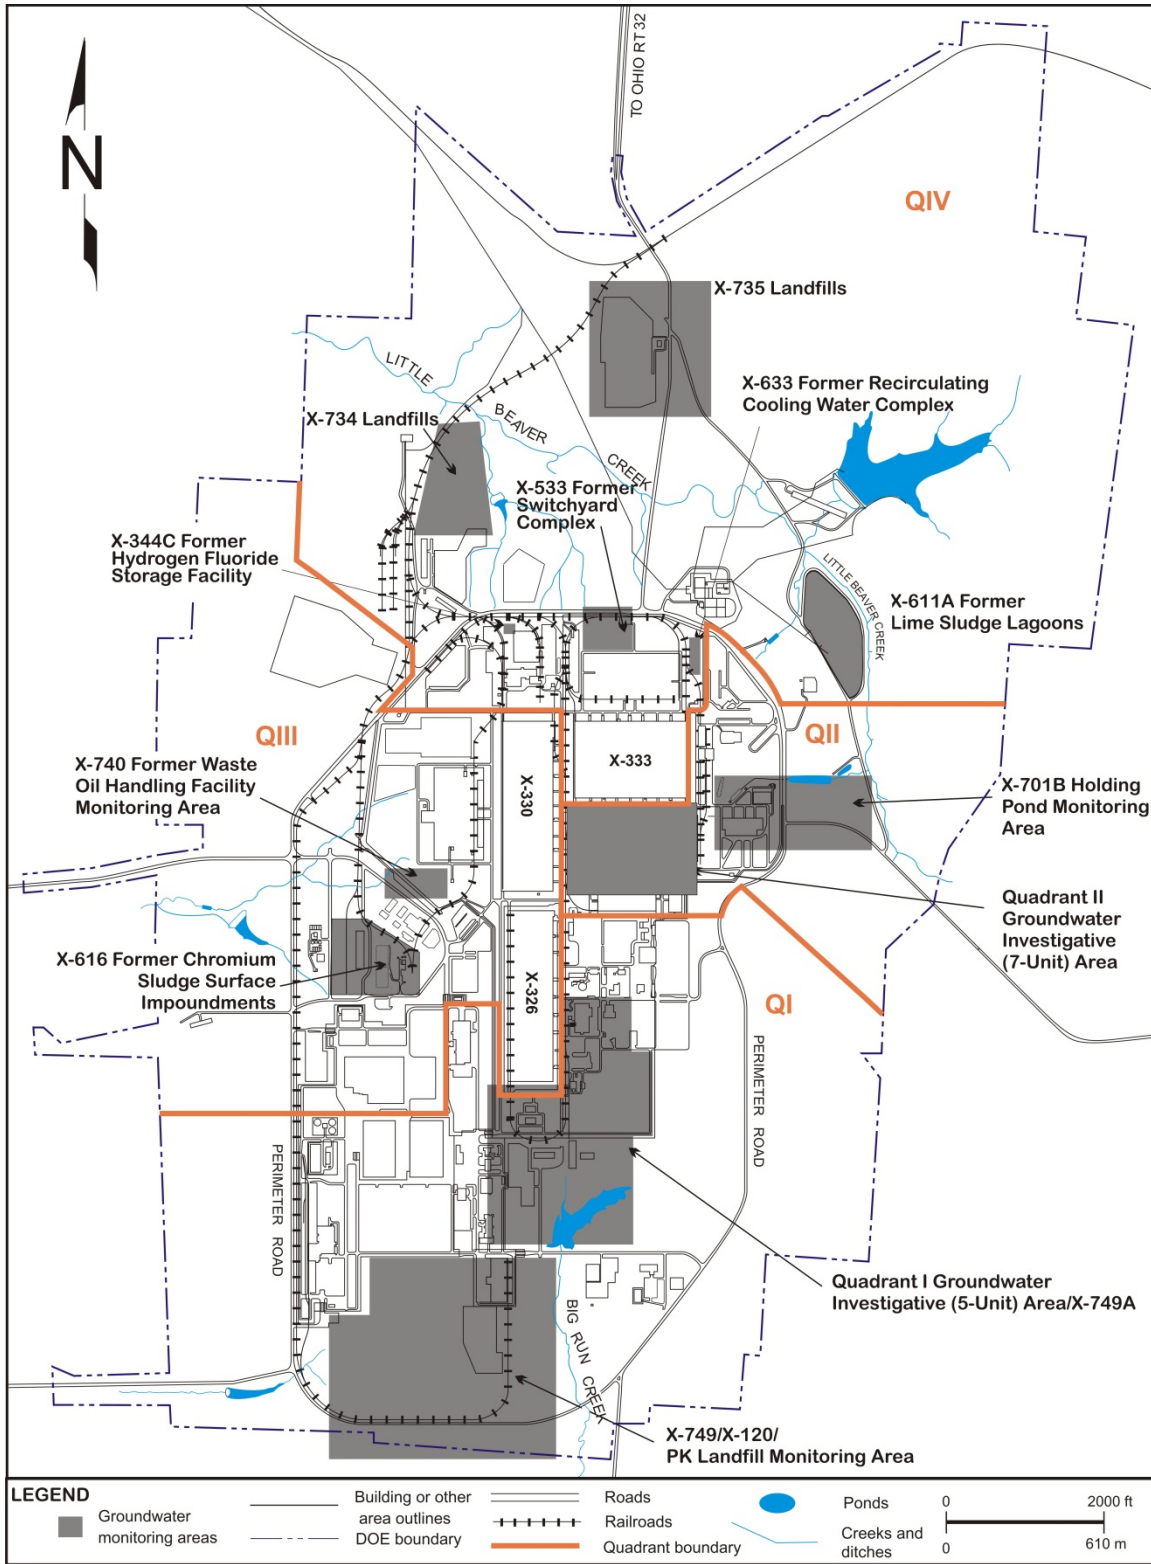 TO OHIO RT 32
N
QIV
X-735 Landfills
LITTLE
BEAVER
CREEK
X-633 Former Recirculating
Cooling Water Complex
X-734 Landfills
X-533 Former
Switchyard
Complex
X-344C Former
Hydrogen Fluoride
Storage Facility
LITTLE BEAVER CREEK
X-611A Former
Lime Sludge Lagoons
QIII
QII
X-740 Former Waste
Oil Handling Facility
Monitoring Area
X-330
X-333
X-701B Holding
Pond Monitoring
Area
Quadrant II
Groundwater
Investigative
(7-Unit) Area
X-616 Former Chromium
Sludge Surface
Impoundments
X-326
QI
PERIMETER ROAD
PERIMETER ROAD
Quadrant I Groundwater
Investigative (5-Unit) Area/X-749A
BIG RUN CREEK
X-749/X-120/
PK Landfill Monitoring Area
LEGEND
Groundwater
monitoring areas
Building or other
area outlines
DOE boundary
Roads
Railroads
Quadrant boundary
Ponds
Creeks and
ditches
0 2000 ft
0 610 m